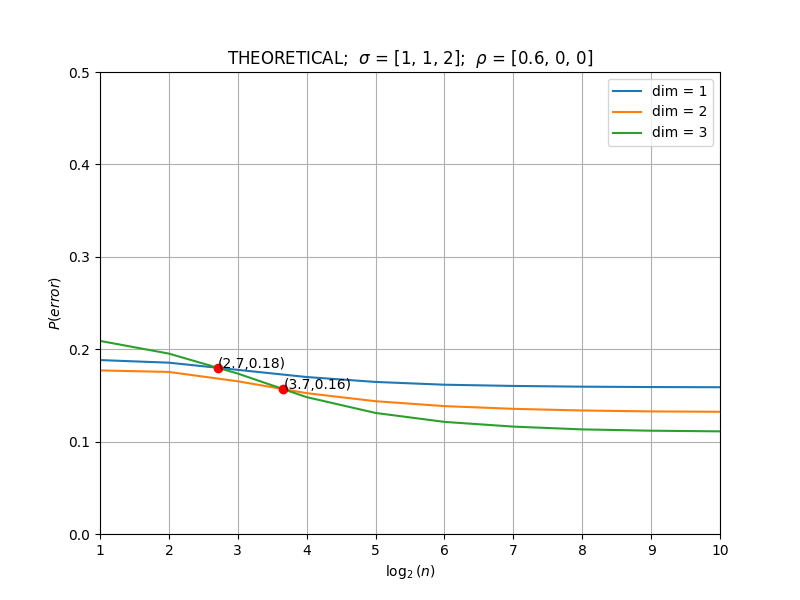 THEORETICAL;  σ = [1, 1, 2];  ρ = [0.6, 0, 0]
dim = 1
dim = 2
dim = 3
0.5
0.4
0.3
0.2
0.1
0.0
P(error)
(2.7,0.18)
(3.7,0.16)
1 2 3 4 5 6 7 8 9 10
log₂(n)